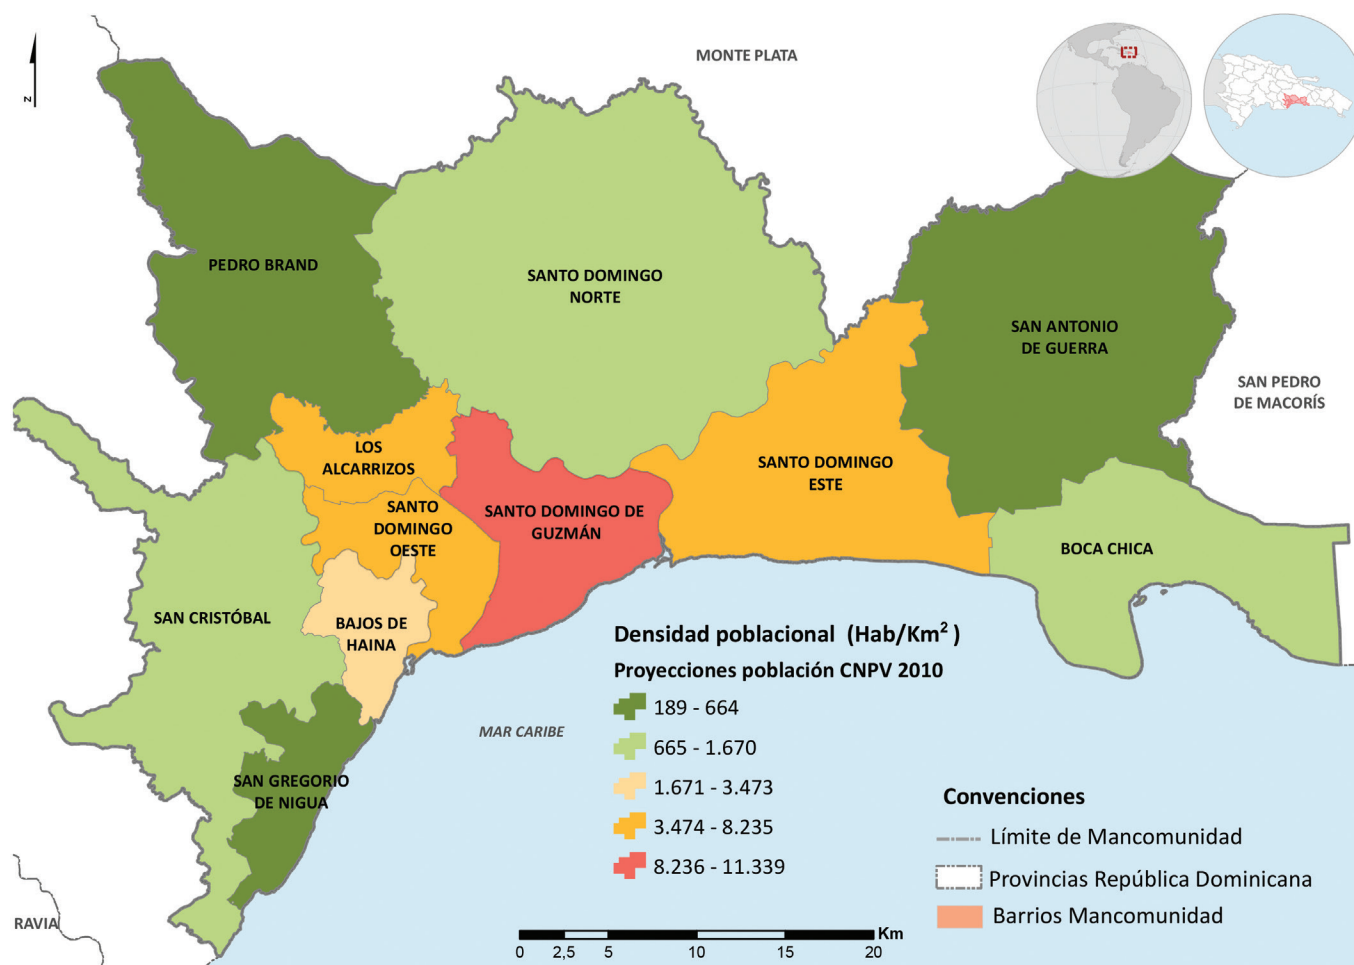 MONTE PLATA
z
PEDRO BRAND
SANTO DOMINGO
NORTE
SAN ANTONIO
DE GUERRA
SAN PEDRO
DE MACORÍS
LOS
ALCARRIZOS
SANTO DOMINGO
ESTE
SANTO
DOMINGO
OESTE
SANTO DOMINGO DE
GUZMÁN
BOCA CHICA
SAN CRISTÓBAL
BAJOS DE
HAINA
Densidad poblacional (Hab/Km²)
Proyecciones población CNPV 2010
189 - 664
665 - 1.670
1.671 - 3.473
3.474 - 8.235
8.236 - 11.339
MAR CARIBE
SAN GREGORIO
DE NIGUA
Convenciones
Límite de Mancomunidad
Provincias República Dominicana
Barrios Mancomunidad
RAVIA
Km
0 2,5 5 10 15 20